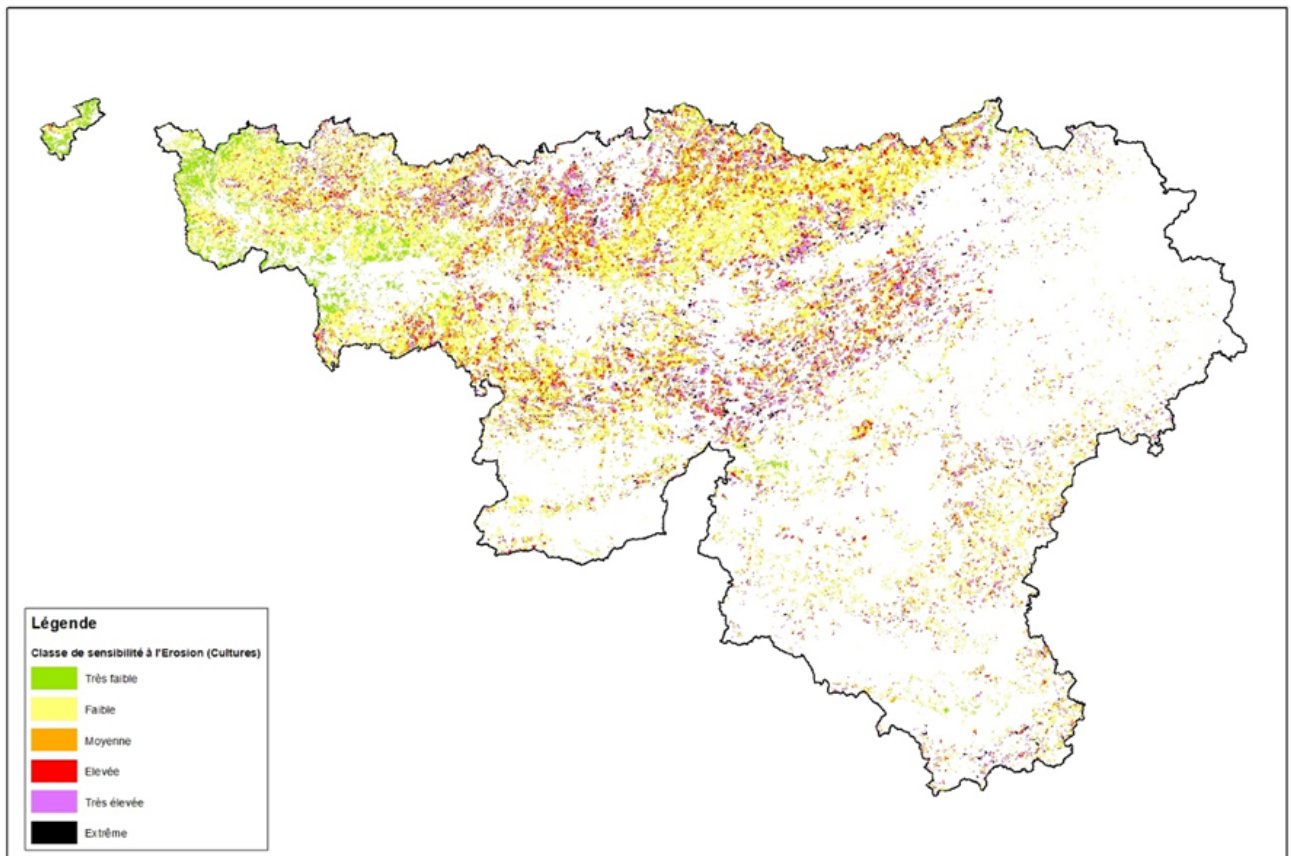 Légende
Classe de sensibilité à l'Erosion (Cultures)
Très faible
Faible
Moyenne
Elevée
Très élevée
Extrême